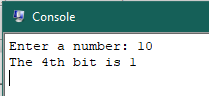 Console
Enter a number: 10
The 4th bit is 1